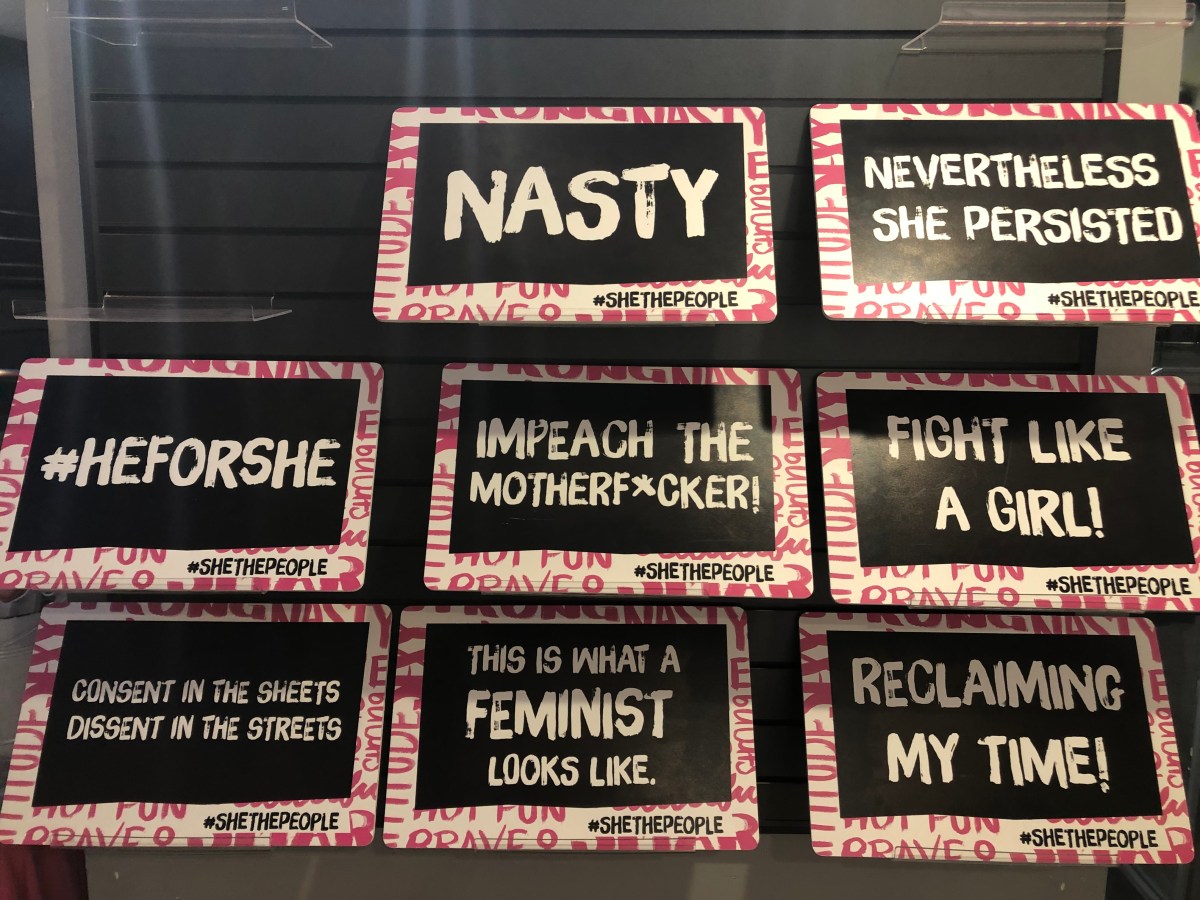 NASTY
#SHETHEPEOPLE
NEVERTHELESS
SHE PERSISTED
#SHETHEPEOPLE
#HEFORSHE
#SHETHEPEOPLE
IMPEACH THE
MOTHERF*CKER!
#SHETHEPEOPLE
FIGHT LIKE
A GIRL!
#SHETHEPEOPLE
CONSENT IN THE SHEETS
DISSENT IN THE STREETS
#SHETHEPEOPLE
THIS IS WHAT A
FEMINIST
LOOKS LIKE.
#SHETHEPEOPLE
RECLAIMING
MY TIME!
#SHETHEPEOPLE